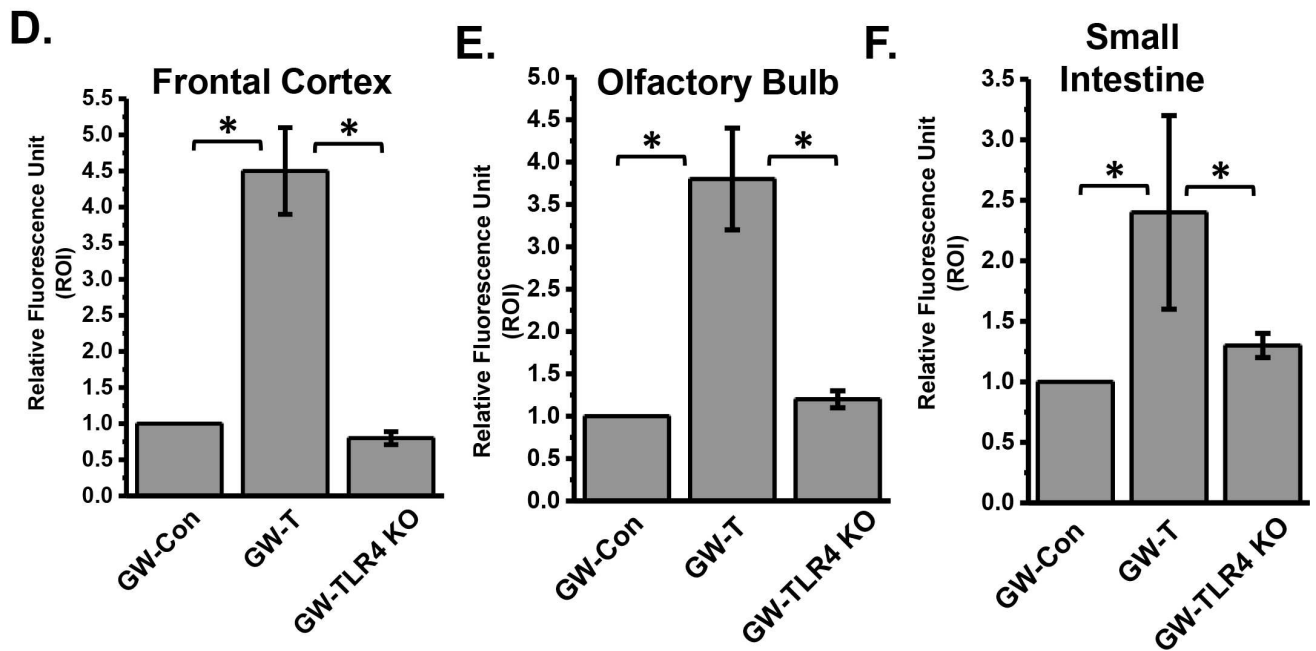 D.
Frontal Cortex
Relative Fluorescence Unit
(ROI)
5.5
5.0
4.5
4.0
3.5
3.0
2.5
2.0
1.5
1.0
0.5
0.0
*
*
GW-Con
GW-T
GW-TLR4 KO
E.
Olfactory Bulb
Relative Fluorescence Unit
(ROI)
5.0
4.5
4.0
3.5
3.0
2.5
2.0
1.5
1.0
0.5
0.0
*
*
GW-Con
GW-T
GW-TLR4 KO
F.
Small
Intestine
Relative Fluorescence Unit
(ROI)
3.5
3.0
2.5
2.0
1.5
1.0
0.5
0.0
*
*
GW-Con
GW-T
GW-TLR4 KO